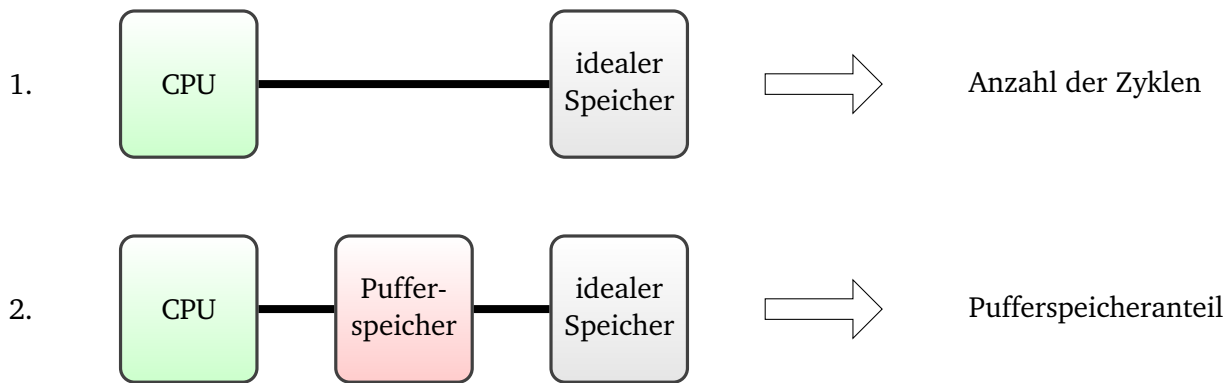 1.
CPU
idealer
Speicher
Anzahl der Zyklen
2.
CPU
Puffer-
speicher
idealer
Speicher
Pufferspeicheranteil